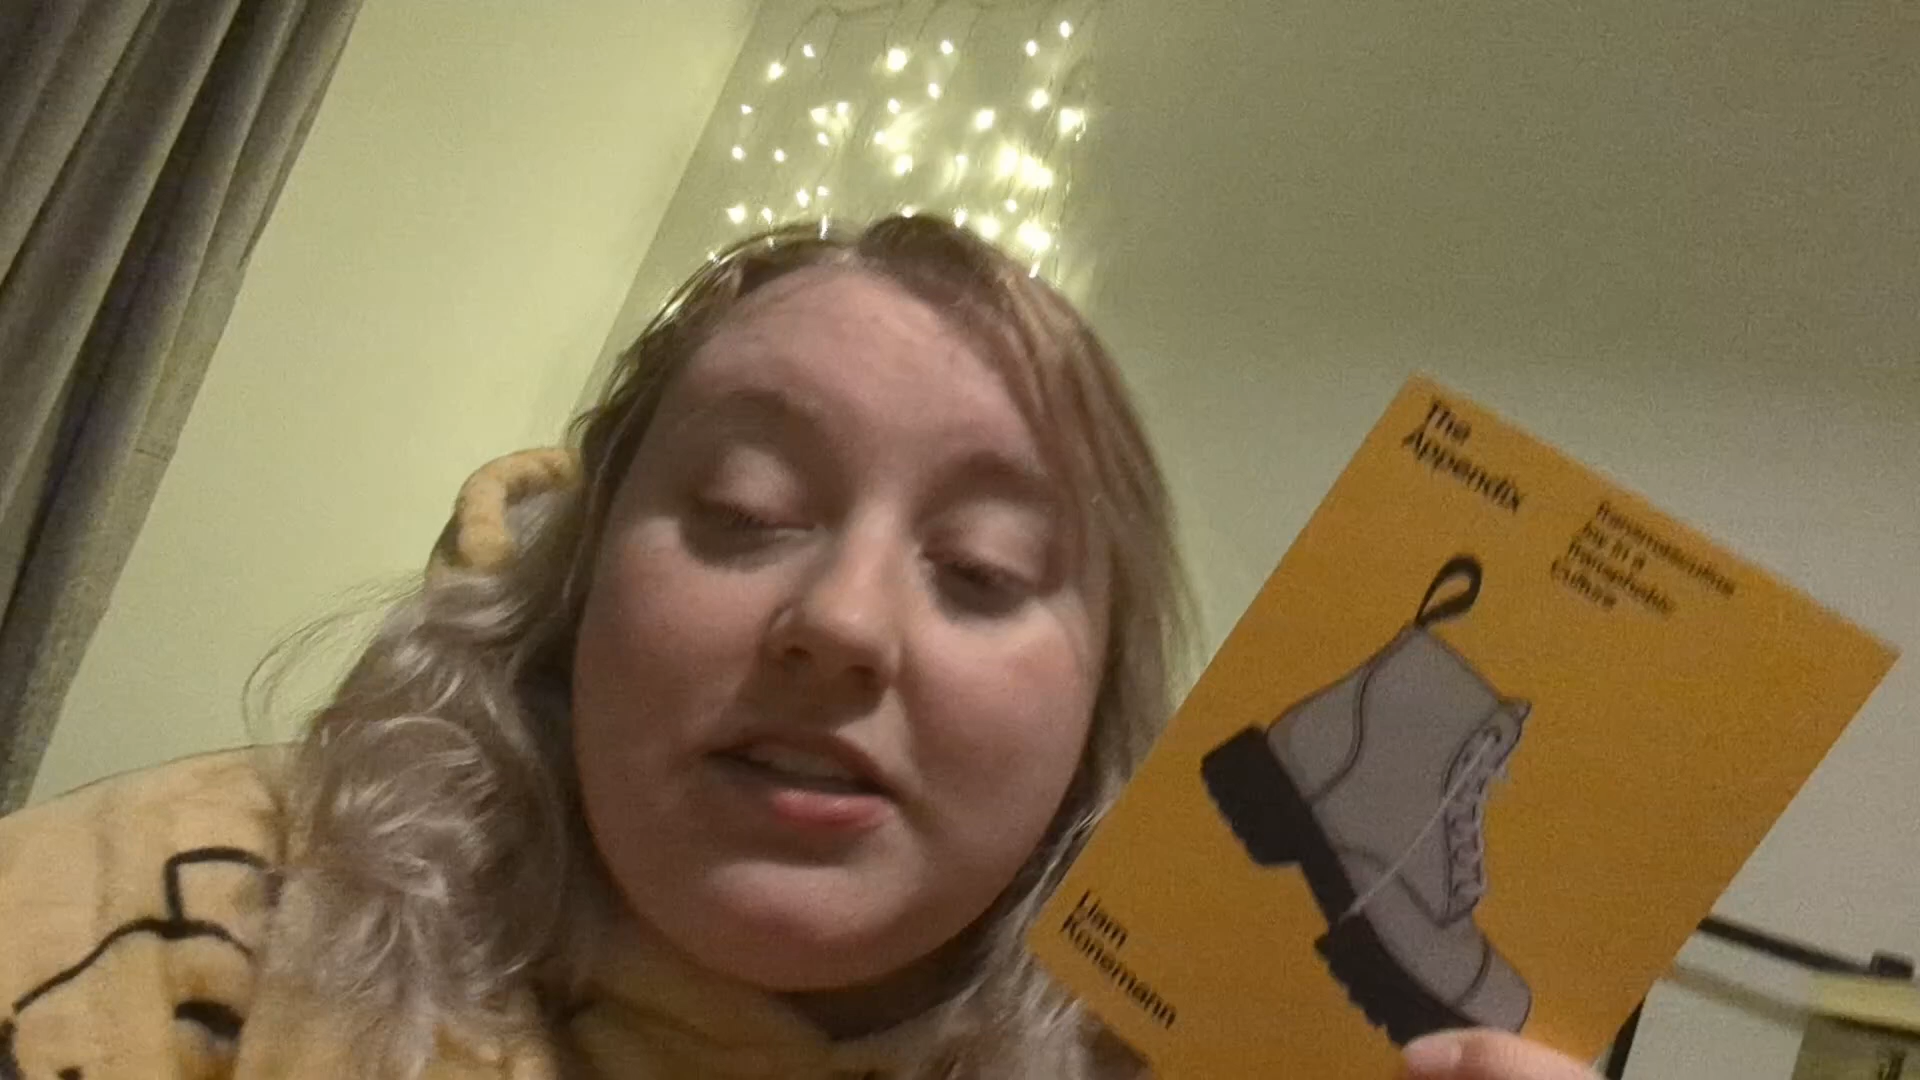 The
Appendix
Transmasculine
Joy in a
Transphobic
Culture
Liam
Konemann